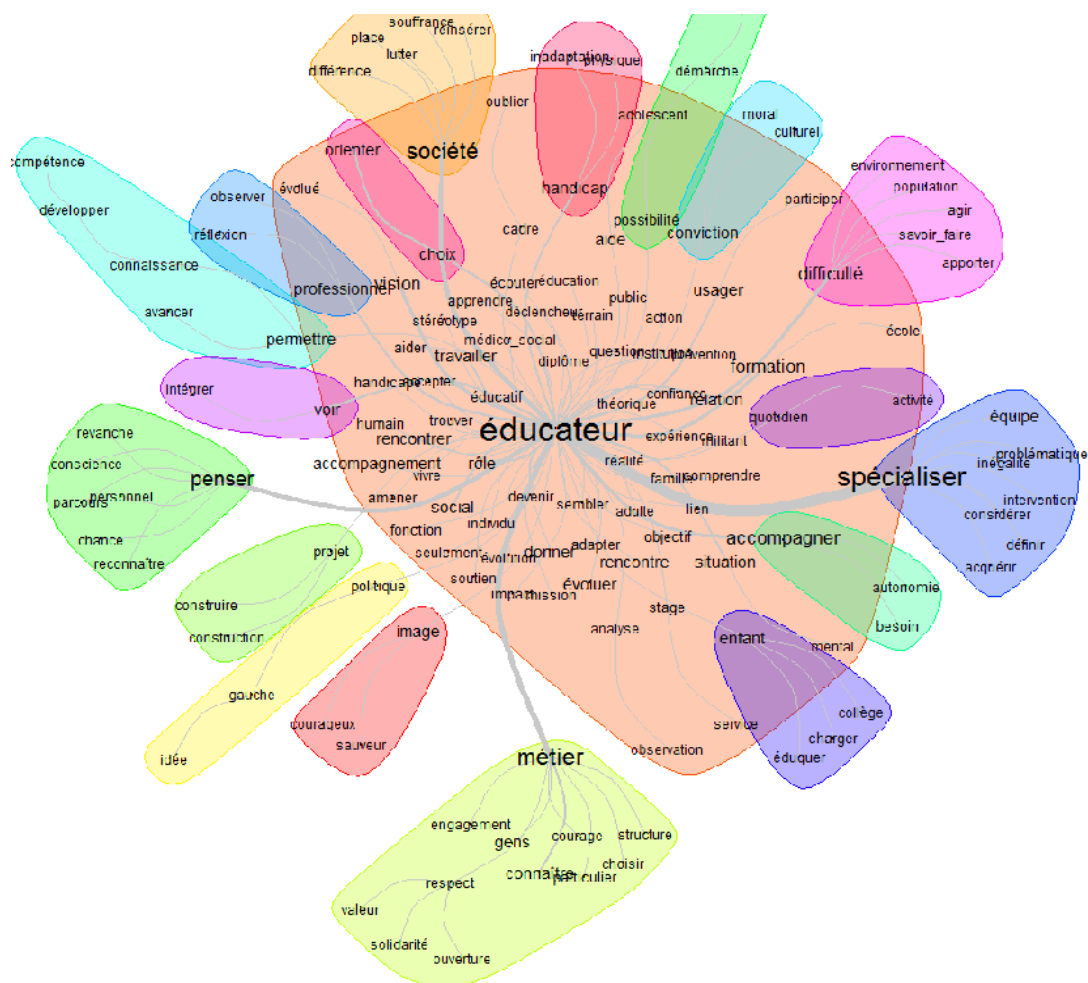 souffrance
réinsérer
place
lutter
différence
inadaptation
physique
démarche
oublier
adolescent
moral
culturel
orienter
société
compétence
observer
évolué
handicap
environnement
population
participer
agir
développer
réflexion
cadre
possibilité
aide
conviction
savoir_faire
connaissance
choix
difficulté
apporter
professionnel
vision
écouter
éducation
usager
apprendre
déclencheur
public
terrain
action
avancer
stéréotype
école
permettre
aider
médico_social
travailler
diplôme
question
institution
prévention
formation
intégrer
handicape
accepter
éducatif
théorique
confiance
relation
activité
voir
quotidien
équipe
humain
trouver
rencontrer
éducateur
expérience
militant
revanche
problématique
conscience
accompagnement
rôle
réalité
inégalité
penser
vivre
famille
comprendre
spécialiser
personnel
parcours
amener
social
devenir
sembler
adulte
lien
intervention
considérer
chance
fonction
individu
objectif
accompagner
définir
reconnaître
projet
seulement
évolution
donner
adapter
rencontre
situation
acquérir
politique
soutien
évoluer
autonomie
construire
impact
mission
stage
besoin
construction
image
analyse
enfant
mental
gauche
courageux
sauveur
service
collège
charger
idée
métier
observation
éduquer
engagement
gens
courage
structure
choisir
connaître
particulier
respect
valeur
solidarité
ouverture